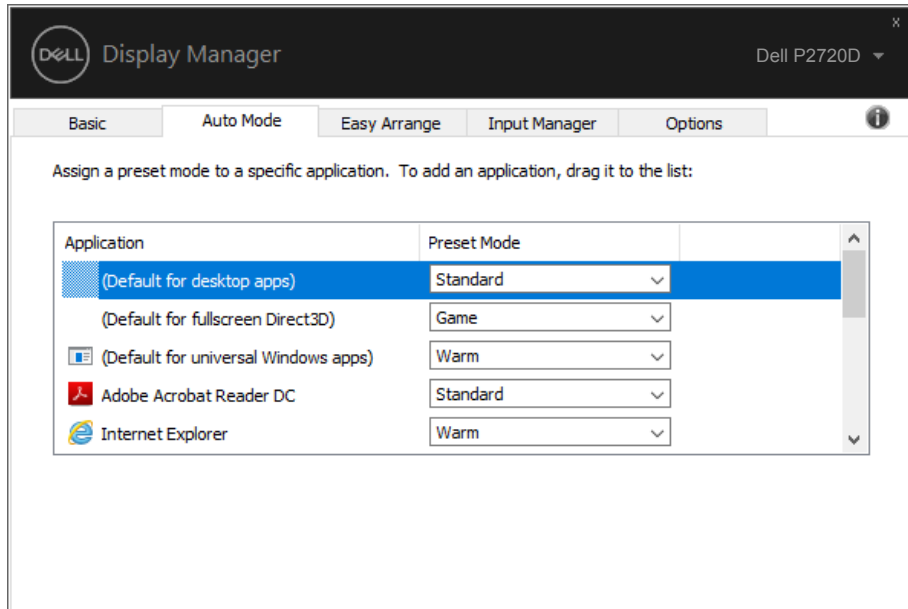 x
DELL Display Manager Dell P2720D
Basic Auto Mode Easy Arrange Input Manager Options
Assign a preset mode to a specific application. To add an application, drag it to the list:
Application Preset Mode
(Default for desktop apps) Standard
(Default for fullscreen Direct3D) Game
(Default for universal Windows apps) Warm
Adobe Acrobat Reader DC Standard
Internet Explorer Warm